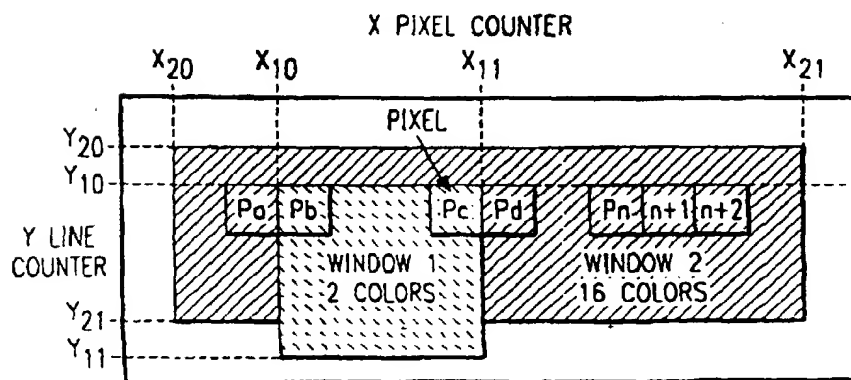 X PIXEL COUNTER
X20 X10 X11 X21
PIXEL
Y20
Y10
Pa Pb Pc Pd Pn n+1 n+2
Y LINE
COUNTER
WINDOW 1
2 COLORS
WINDOW 2
16 COLORS
Y21
Y11